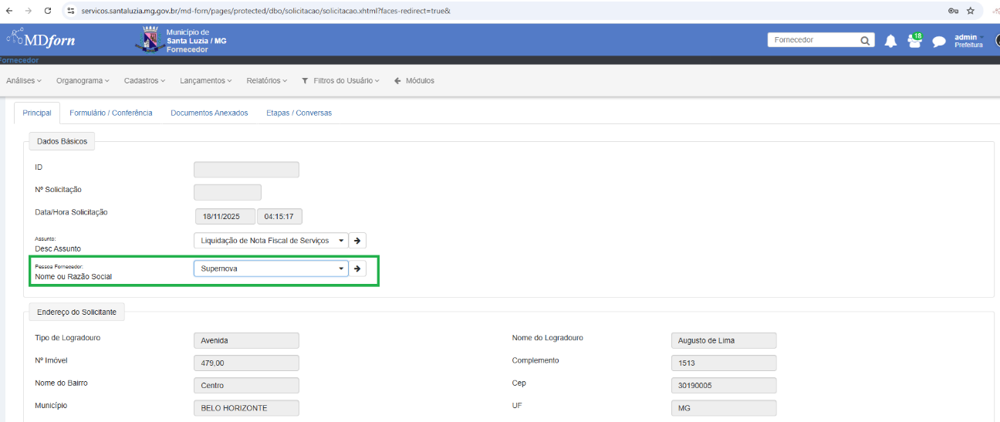 servicos.santaluzia.mg.gov.br/md-forn/pages/protected/dbo/solicitacao/solicitacao.xhtml?faces-redirect=true&
MDforn
Município de
Santa Luzia / MG
Fornecedor
Fornecedor
18
admin
Prefeitura
Fornecedor
Análises
Organograma
Cadastros
Lançamentos
Relatórios
Filtros do Usuário
Módulos
Principal
Formulário / Conferência
Documentos Anexados
Etapas / Conversas
Dados Básicos
ID
Nº Solicitação
Data/Hora Solicitação
18/11/2025
04:15:17
Assunto:
Desc Assunto
Liquidação de Nota Fiscal de Serviços
Pessoa Fornecedor:
Nome ou Razão Social
Supernova
Endereço do Solicitante
Tipo de Logradouro
Avenida
Nome do Logradouro
Augusto de Lima
Nº Imóvel
479,00
Complemento
1513
Nome do Bairro
Centro
Cep
30190005
Município
BELO HORIZONTE
UF
MG